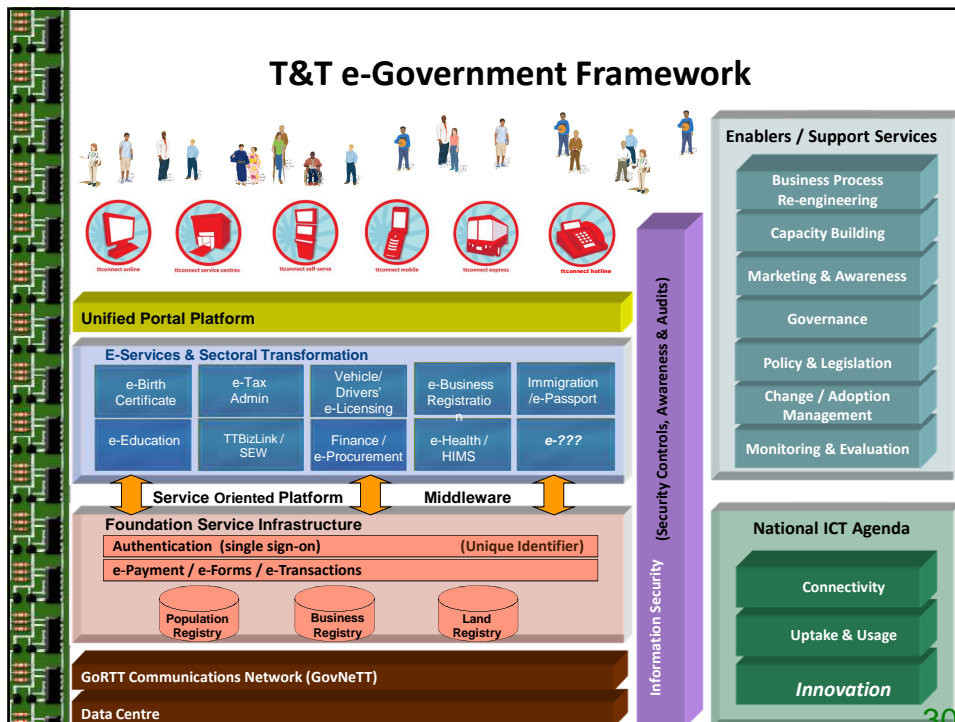 T&T e-Government Framework
ttconnect online
ttconnect service centres
ttconnect self-serve
ttconnect mobile
ttconnect express
ttconnect hotline
Unified Portal Platform
E-Services & Sectoral Transformation
e-Birth
Certificate
e-Tax
Admin
Vehicle/
Drivers'
e-Licensing
e-Business
Registratio
n
Immigration
/e-Passport
e-Education
TTBizLink /
SEW
Finance /
e-Procurement
e-Health /
HIMS
e-???
Service Oriented Platform
Middleware
Foundation Service Infrastructure
Authentication (single sign-on) (Unique Identifier)
e-Payment / e-Forms / e-Transactions
Population
Registry
Business
Registry
Land
Registry
GoRTT Communications Network (GovNeTT)
Data Centre
Information Security (Security Controls, Awareness & Audits)
Enablers / Support Services
Business Process
Re-engineering
Capacity Building
Marketing & Awareness
Governance
Policy & Legislation
Change / Adoption
Management
Monitoring & Evaluation
National ICT Agenda
Connectivity
Uptake & Usage
Innovation
30